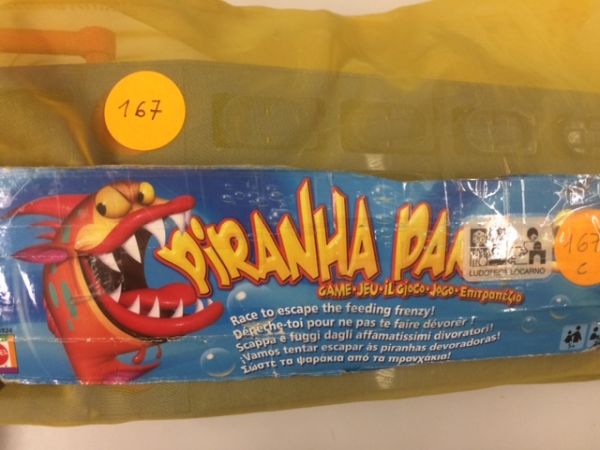 167
PiRANHA PAN
LUDOTECA LOCARNO
167
C
GAME • JEU • iL GiOCO • JOGO • Επιτραπέζιο
Race to escape the feeding frenzy!
Dépêche-toi pour ne pas te faire dévorer !
Scappa e fuggi dagli affamatissimi divoratori!
¡Vamos tentar escapar às piranhas devoradoras!
Σώστε τα ψαράκια από τα πιρανχάκια!